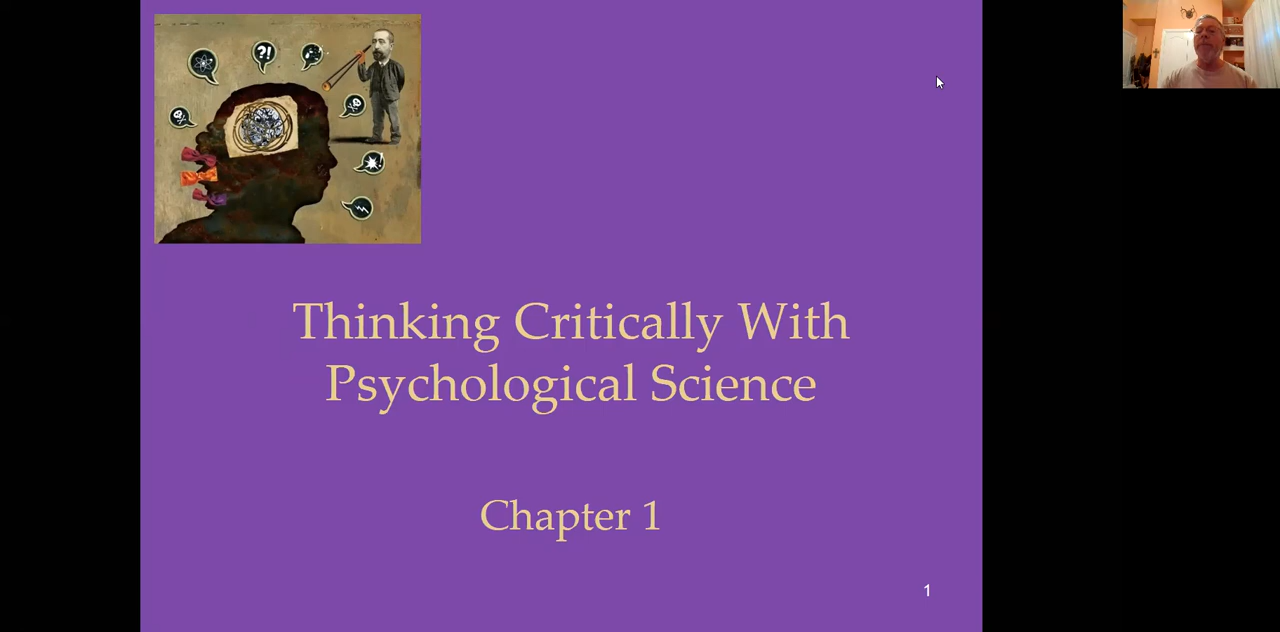 ?!
Thinking Critically With
Psychological Science
Chapter 1
1